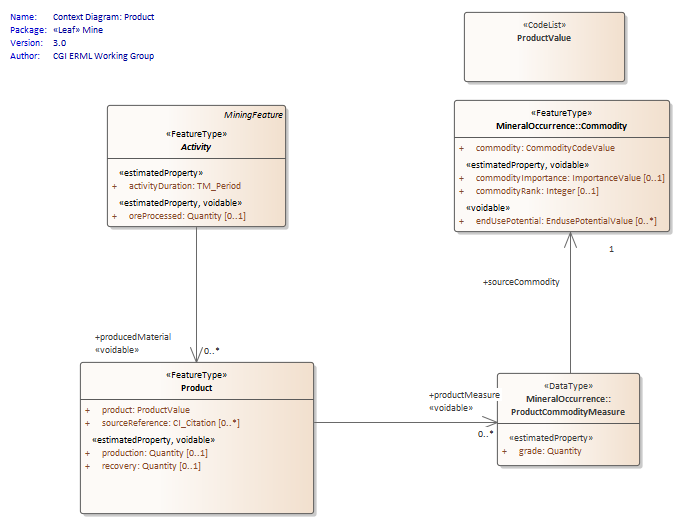 Name: Context Diagram: Product
Package: «Leaf» Mine
Version: 3.0
Author: CGI ERML Working Group
«CodeList»
ProductValue
MiningFeature
«FeatureType»
Activity
«estimatedProperty»
+ activityDuration: TM_Period
«estimatedProperty, voidable»
+ oreProcessed: Quantity [0..1]
«FeatureType»
MineralOccurrence::Commodity
+ commodity: CommodityCodeValue
«estimatedProperty, voidable»
+ commodityImportance: ImportanceValue [0..1]
+ commodityRank: Integer [0..1]
«voidable»
+ endUsePotential: EndusePotentialValue [0..*]
1
+sourceCommodity
+producedMaterial
«voidable»
0..*
«FeatureType»
Product
+ product: ProductValue
+ sourceReference: CI_Citation [0..*]
«estimatedProperty, voidable»
+ production: Quantity [0..1]
+ recovery: Quantity [0..1]
+productMeasure
«voidable»
0..*
«DataType»
MineralOccurrence::
ProductCommodityMeasure
«estimatedProperty»
+ grade: Quantity